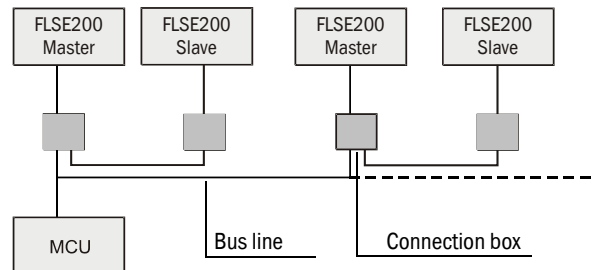 FLSE200
Master
FLSE200
Slave
FLSE200
Master
FLSE200
Slave
MCU
Bus line
Connection box